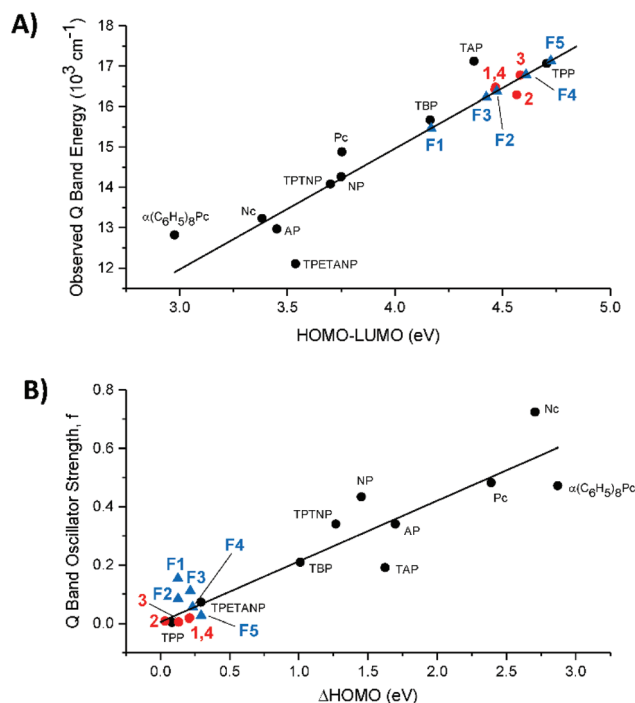 A)
Observed Q Band Energy (10³ cm⁻¹)
18
17
16
15
14
13
12
3.0
3.5
4.0
4.5
5.0
HOMO-LUMO (eV)
α(C₆H₅)₈Pc
Nc
AP
TPETANP
TPTNP
NP
Pc
TBP
F1
TAP
1,4
3
2
F3
F2
F5
TPP
F4
B)
Q Band Oscillator Strength, f
0.8
0.6
0.4
0.2
0.0
0.0
0.5
1.0
1.5
2.0
2.5
3.0
ΔHOMO (eV)
Nc
α(C₆H₅)₈Pc
Pc
NP
TPTNP
AP
TBP
TAP
F1
F4
F3
F2
TPETANP
3
2
TPP
1,4
F5